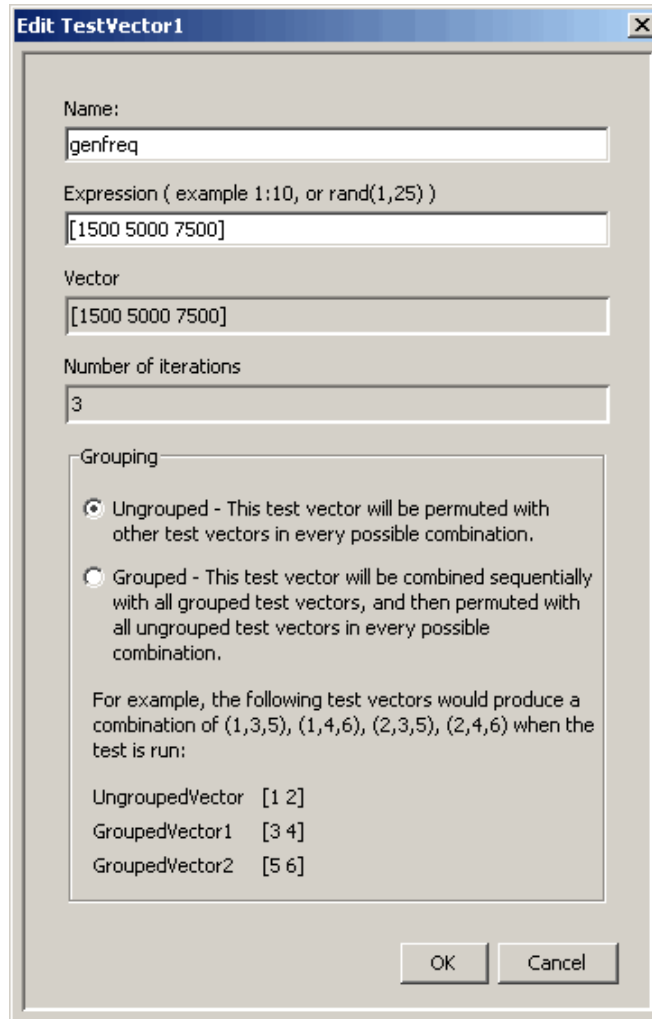 Edit TestVector1
Name:
genfreq
Expression ( example 1:10, or rand(1,25) )
[1500 5000 7500]
Vector
[1500 5000 7500]
Number of iterations
3
Grouping
Ungrouped - This test vector will be permuted with
other test vectors in every possible combination.
Grouped - This test vector will be combined sequentially
with all grouped test vectors, and then permuted with
all ungrouped test vectors in every possible
combination.
For example, the following test vectors would produce a
combination of (1,3,5), (1,4,6), (2,3,5), (2,4,6) when the
test is run:
UngroupedVector [1 2]
GroupedVector1 [3 4]
GroupedVector2 [5 6]
OK Cancel